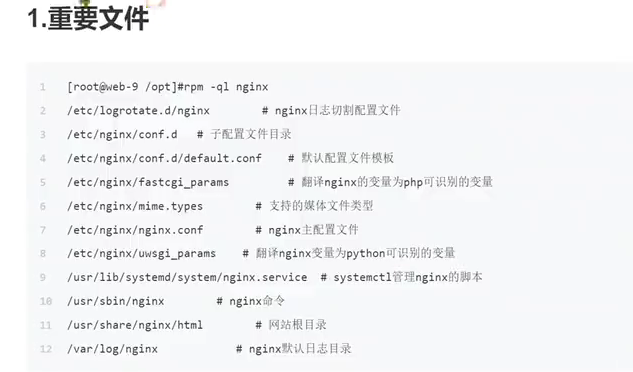 1.重要文件
1 [root@web-9 /opt]#rpm -ql nginx
2 /etc/logrotate.d/nginx # nginx日志切割配置文件
3 /etc/nginx/conf.d # 子配置文件目录
4 /etc/nginx/conf.d/default.conf # 默认配置文件模板
5 /etc/nginx/fastcgi_params # 翻译nginx的变量为php可识别的变量
6 /etc/nginx/mime.types # 支持的媒体文件类型
7 /etc/nginx/nginx.conf # nginx主配置文件
8 /etc/nginx/uwsgi_params # 翻译nginx变量为python可识别的变量
9 /usr/lib/systemd/system/nginx.service # systemctl管理nginx的脚本
10 /usr/sbin/nginx # nginx命令
11 /usr/share/nginx/html # 网站根目录
12 /var/log/nginx # nginx默认日志目录